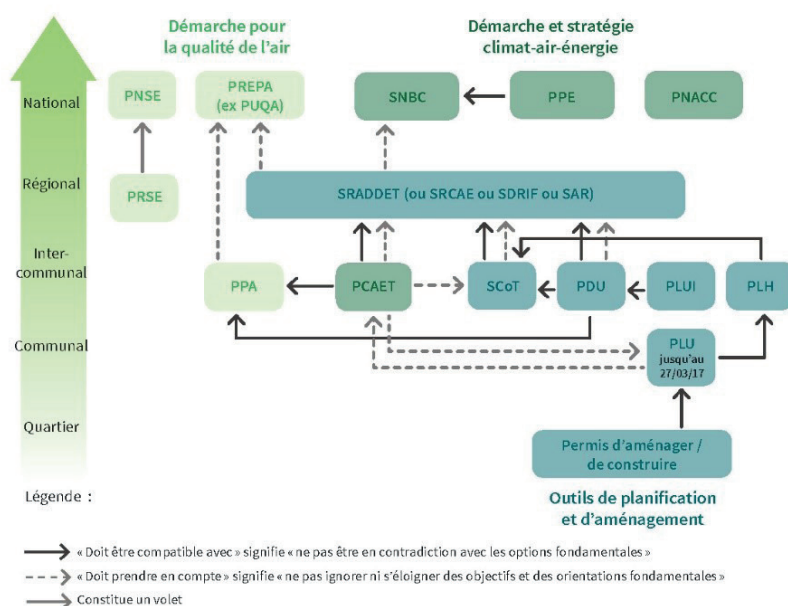 Démarche pour
la qualité de l’air
Démarche et stratégie
climat-air-énergie
National
PNSE
PREPA
(ex PUQA)
SNBC
PPE
PNACC
Régional
PRSE
SRADDET (ou SRCAE ou SDRIF ou SAR)
Inter-
communal
PPA
PCAET
SCoT
PDU
PLUI
PLH
Communal
PLU
jusqu’au
27/03/17
Quartier
Permis d’aménager /
de construire
Légende :
Outils de planification
et d’aménagement
« Doit être compatible avec » signifie « ne pas être en contradiction avec les options fondamentales »
« Doit prendre en compte » signifie « ne pas ignorer ni s’éloigner des objectifs et des orientations fondamentales »
Constitue un volet